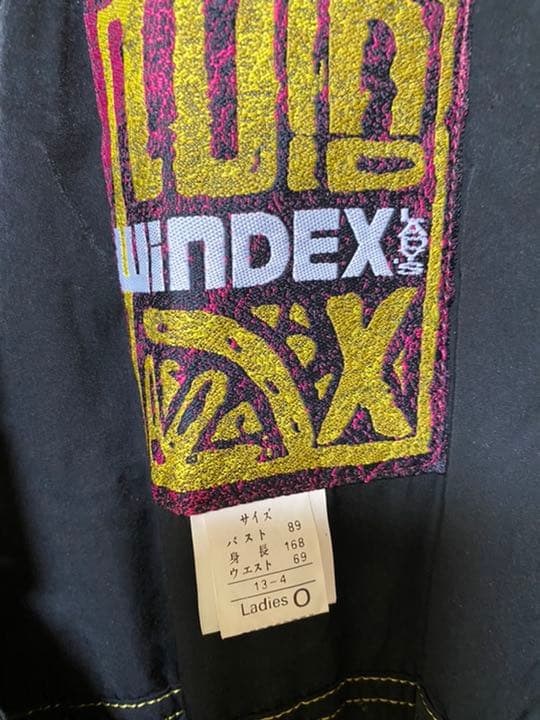 WinDEX
LADY'S
X
サイズ
バスト 89
身長 168
ウエスト 69
13-4
Ladies O